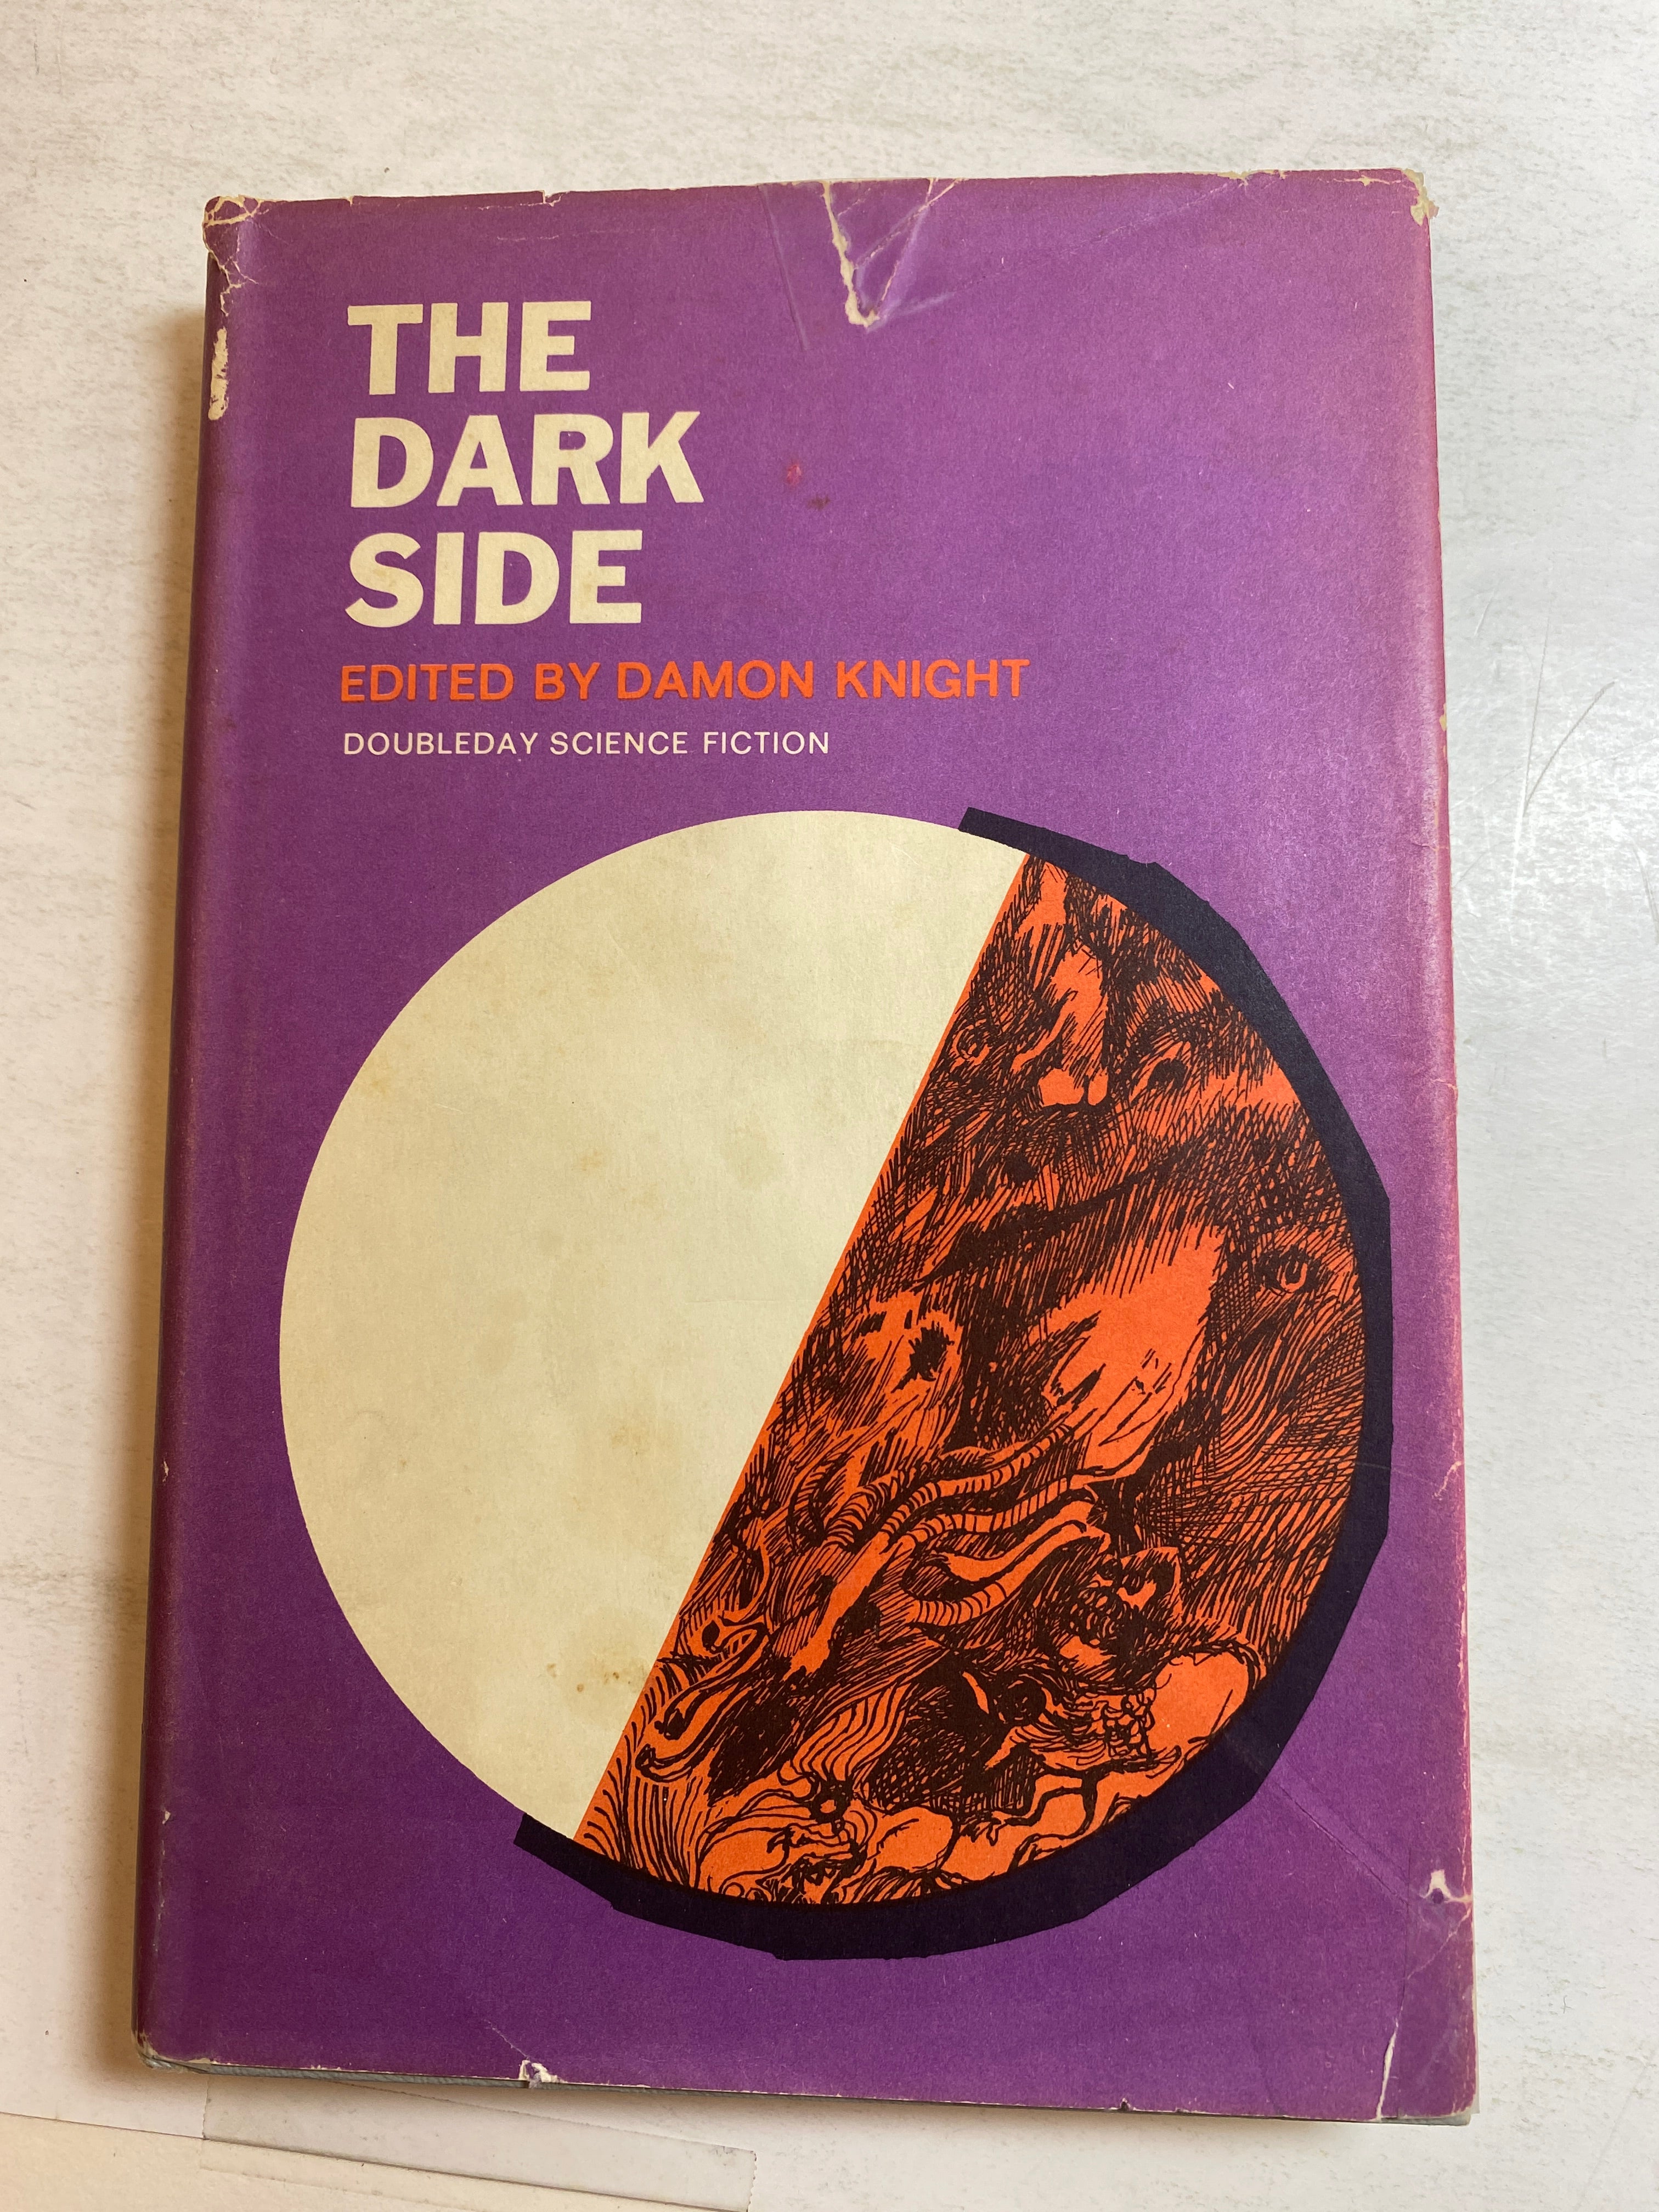 THE
DARK
SIDE
EDITED BY DAMON KNIGHT
DOUBLEDAY SCIENCE FICTION